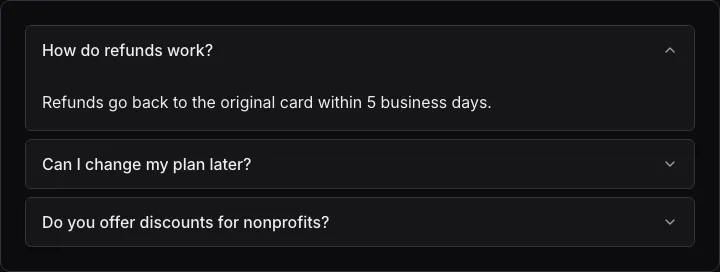 How do refunds work?
Refunds go back to the original card within 5 business days.
Can I change my plan later?
Do you offer discounts for nonprofits?